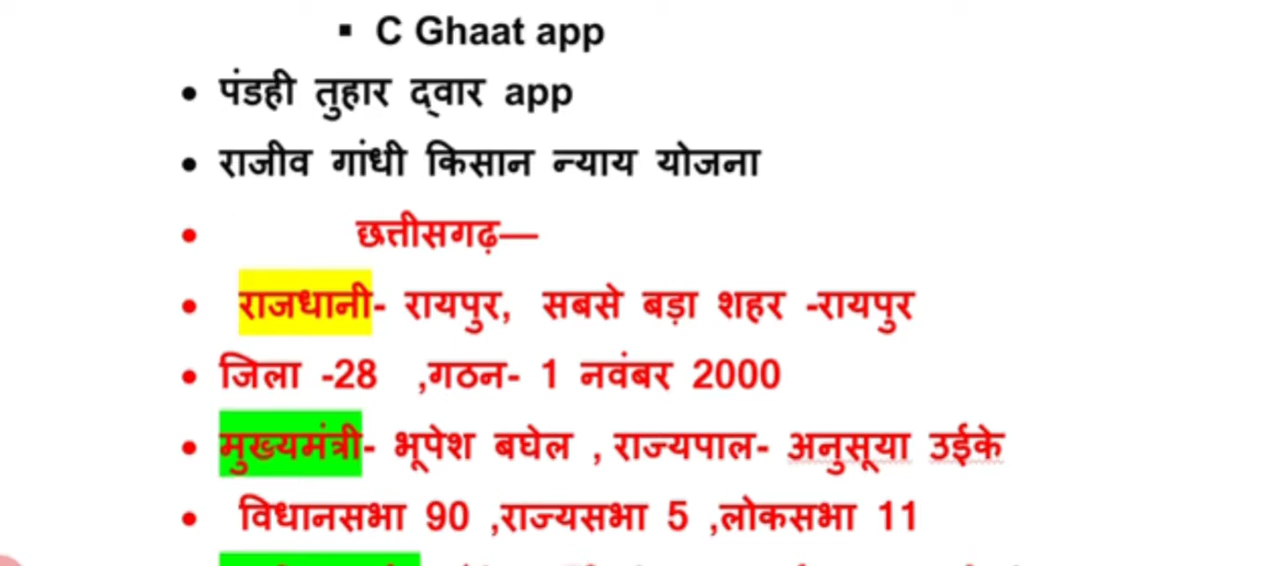 ▪ C Ghaat app
• पंडही तुहार द्वार app
• राजीव गांधी किसान न्याय योजना
• छत्तीसगढ़—
• राजधानी- रायपुर, सबसे बड़ा शहर -रायपुर
• जिला -28 ,गठन- 1 नवंबर 2000
• मुख्यमंत्री- भूपेश बघेल , राज्यपाल- अनुसूया उईके
• विधानसभा 90 ,राज्यसभा 5 ,लोकसभा 11